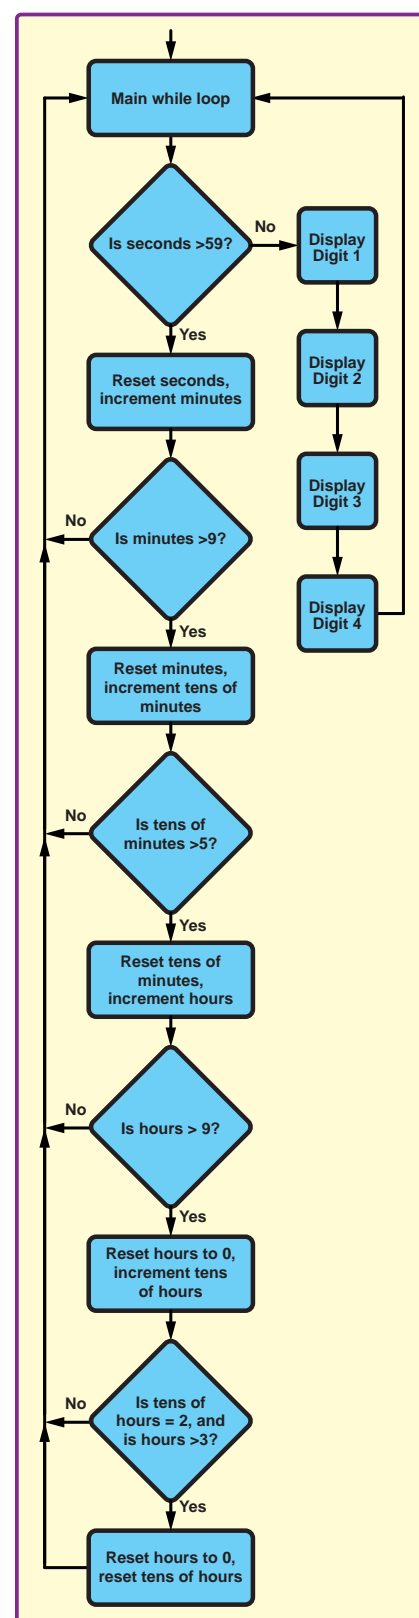 Main while loop
Is seconds >59?
No
Display
Digit 1
Yes
Reset seconds,
increment minutes
Display
Digit 2
No
Is minutes >9?
Display
Digit 3
Yes
Display
Digit 4
Reset minutes,
increment tens of
minutes
No
Is tens of
minutes >5?
Yes
Reset tens of
minutes,
increment hours
No
Is hours > 9?
Yes
Reset hours to 0,
increment tens
of hours
No
Is tens of
hours = 2, and
is hours >3?
Yes
Reset hours to 0,
reset tens of hours